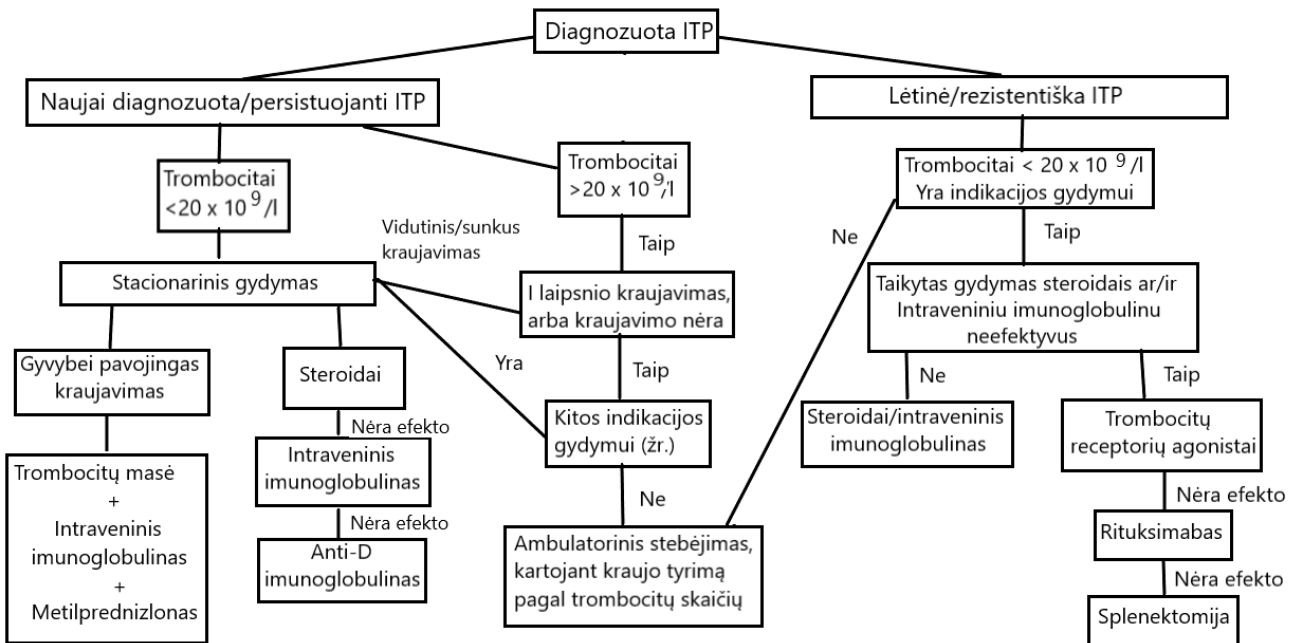 Diagnozuota ITP
Naujai diagnozuota/persistuojanti ITP
Lėtinė/rezistentiška ITP
Trombocitai
<20 x 10 9 /l
Trombocitai
>20 x 10 9/l
Trombocitai < 20 x 10 9 /l
Yra indikacijos gydymui
Vidutinis/sunkus
kraujavimas
Taip
Ne
Taip
Stacionarinis gydymas
I laipsnio kraujavimas,
arba kraujavimo nėra
Taikytas gydymas steroidais ar/ir
Intraveniniu imunoglobulinu
neefektyvus
Gyvybei pavojingas
kraujavimas
Steroidai
Yra
Taip
Ne
Taip
Nėra efekto
Kitos indikacijos
gydymui (žr.)
Steroidai/intraveninis
imunoglobulinas
Trombocitų
receptorių agonistai
Trombocitų masė
+
Intraveninis
imunoglobulinas
+
Metilprednizlonas
Intraveninis
imunoglobulinas
Nėra efekto
Anti-D
imunoglobulinas
Ne
Ambulatorinis stebėjimas,
kartojant kraujo tyrimą
pagal trombocitų skaičių
Nėra efekto
Rituksimabas
Nėra efekto
Splenektomija